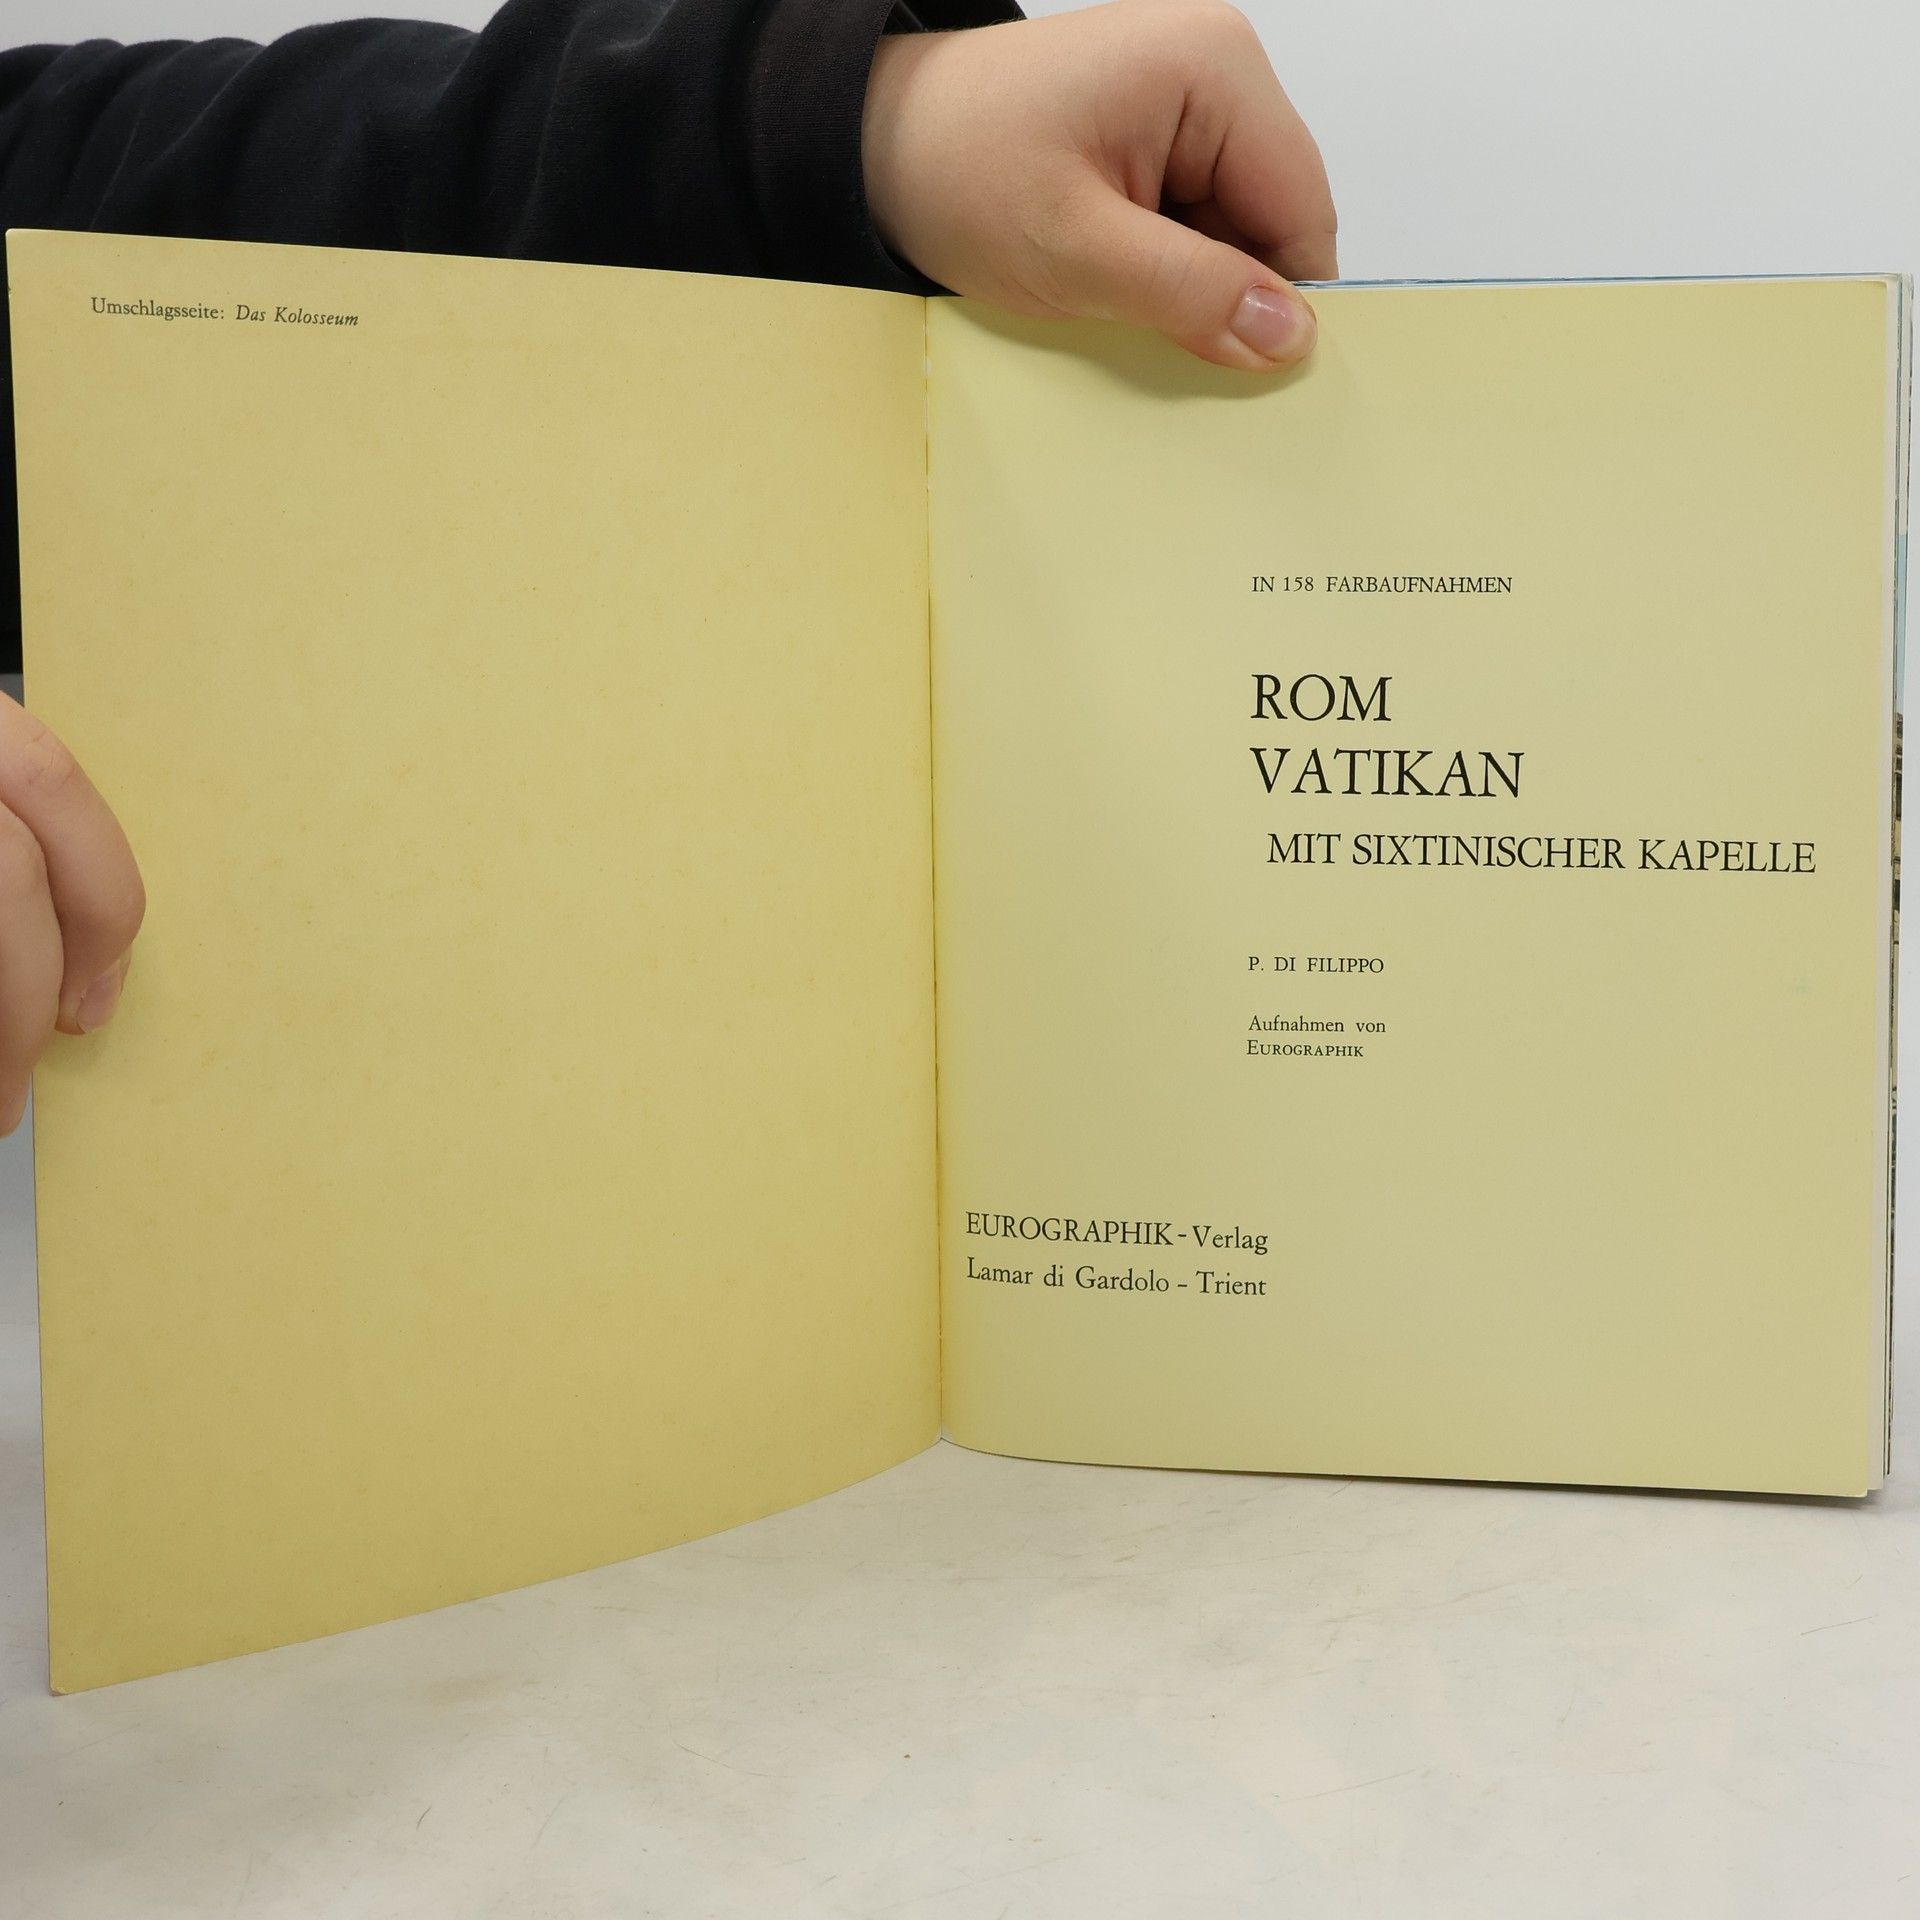 Umschlagsseite: Das Kolosseum
IN 158 FARBAUFNAHMEN
ROM
VATIKAN
MIT SIXTINISCHER KAPELLE
P. DI FILIPPO
Aufnahmen von
EUROGRAPHIK
EUROGRAPHIK-Verlag
Lamar di Gardolo - Trient